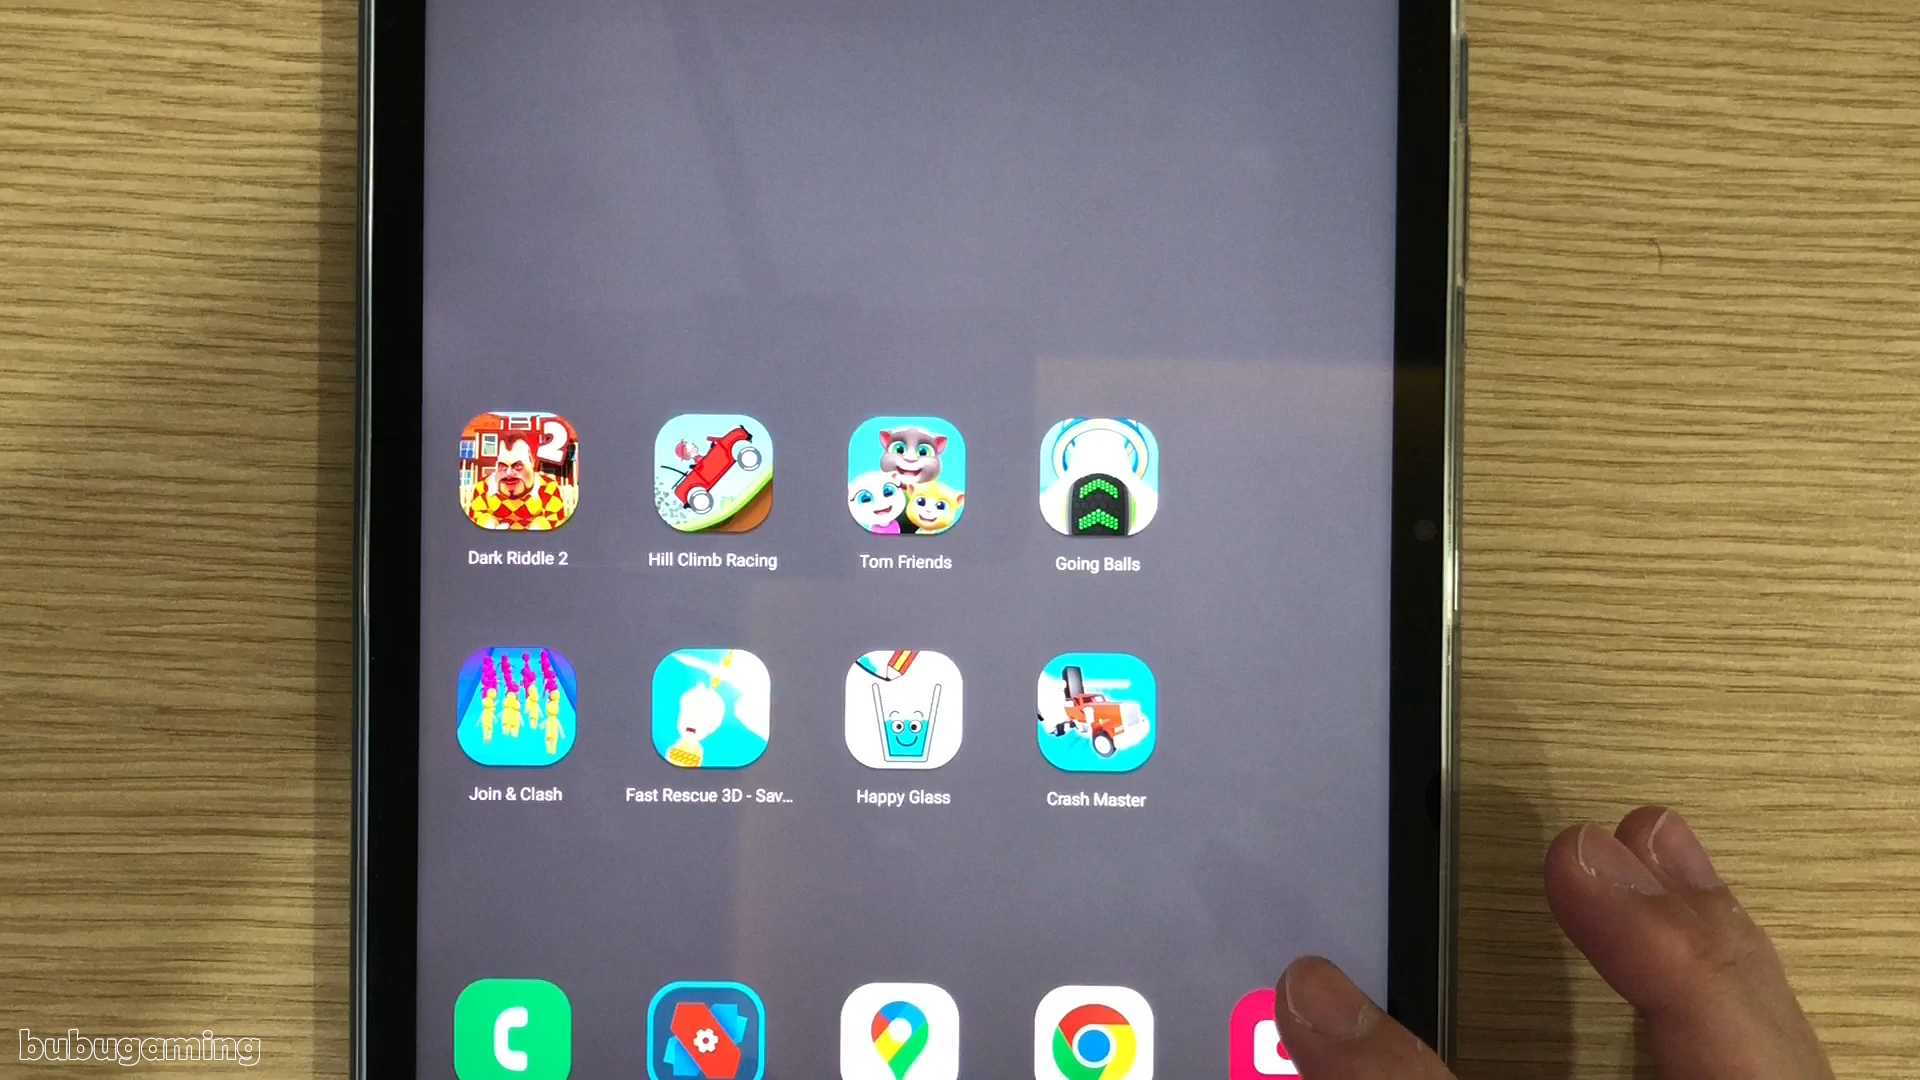 2
Dark Riddle 2
Hill Climb Racing
Tom Friends
Going Balls
Join & Clash
Fast Rescue 3D - Sav...
Happy Glass
Crash Master
bubugaming